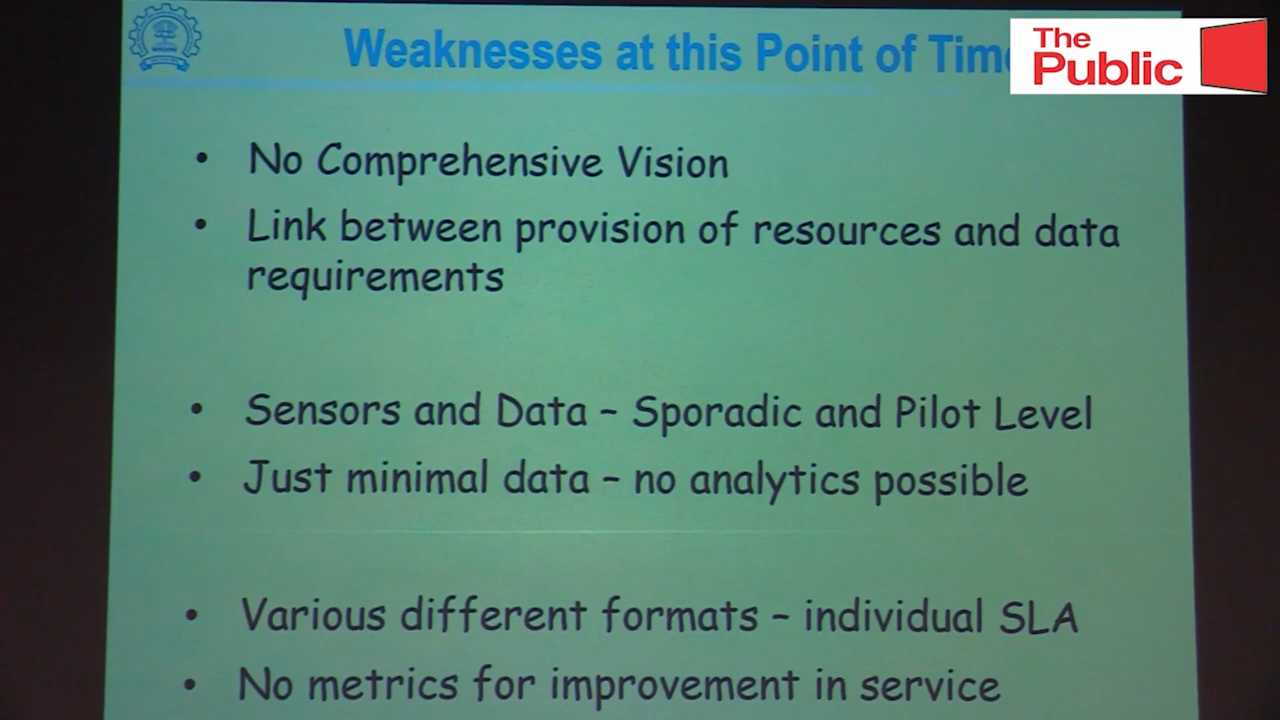 Weaknesses at this Point of Time
The
Public
• No Comprehensive Vision
• Link between provision of resources and data
requirements
• Sensors and Data – Sporadic and Pilot Level
• Just minimal data – no analytics possible
• Various different formats – individual SLA
• No metrics for improvement in service